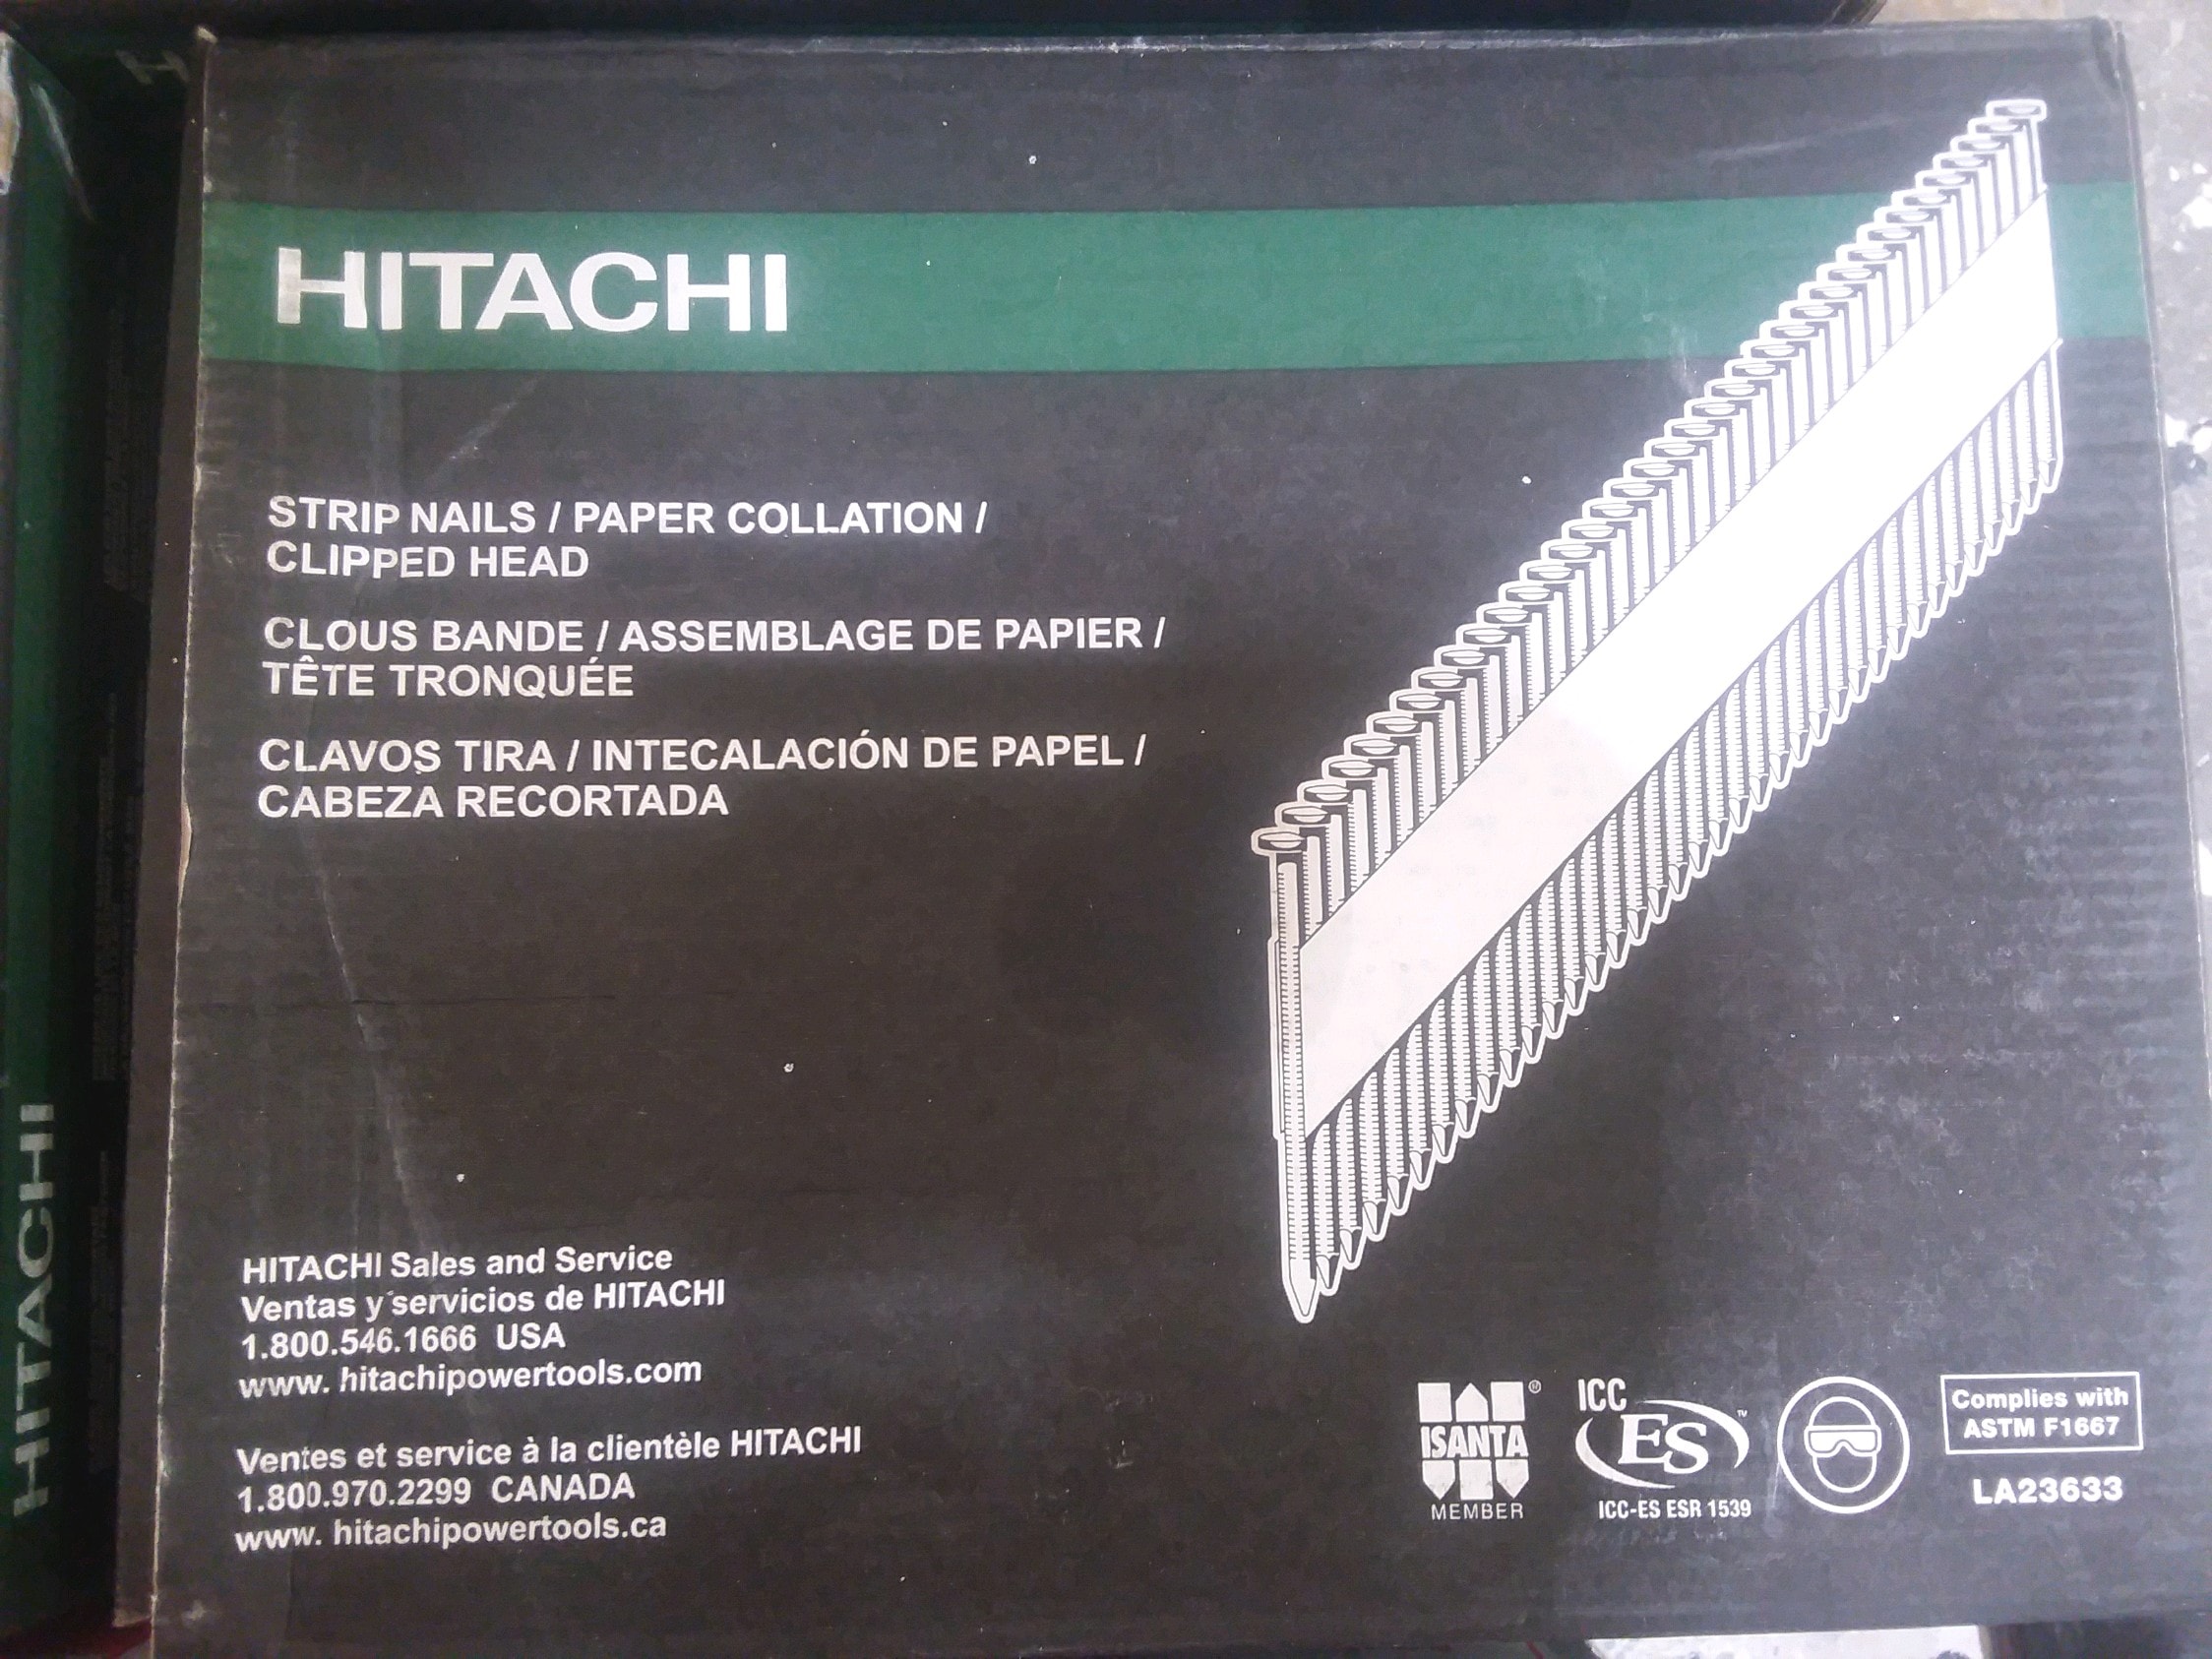 HITACHI
STRIP NAILS / PAPER COLLATION /
CLIPPED HEAD
CLOUS BANDE / ASSEMBLAGE DE PAPIER /
TÊTE TRONQUÉE
CLAVOS TIRA / INTECALACIÓN DE PAPEL /
CABEZA RECORTADA
HITACHI Sales and Service
Ventas y servicios de HITACHI
1.800.546.1666 USA
www. hitachipowertools.com
Ventes et service à la clientèle HITACHI
1.800.970.2299 CANADA
www. hitachipowertools.ca
ISANTA®
MEMBER
ICC
ES™
ICC-ES ESR 1539
Complies with
ASTM F1667
LA23633
HITACHI